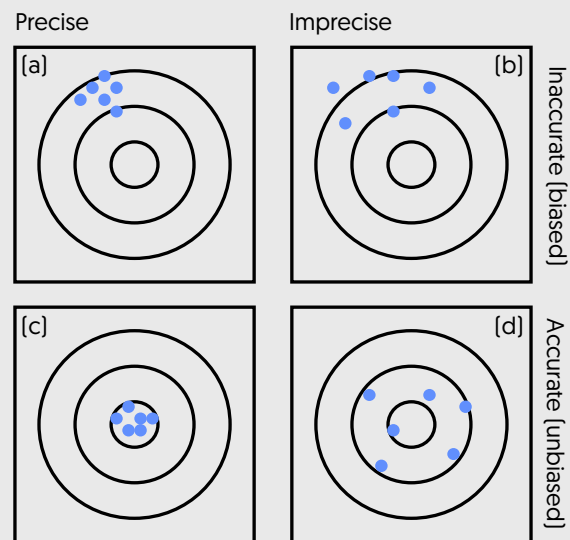 Precise
Imprecise
(a)
(b)
Inaccurate (biased)
(c)
(d)
Accurate (unbiased)